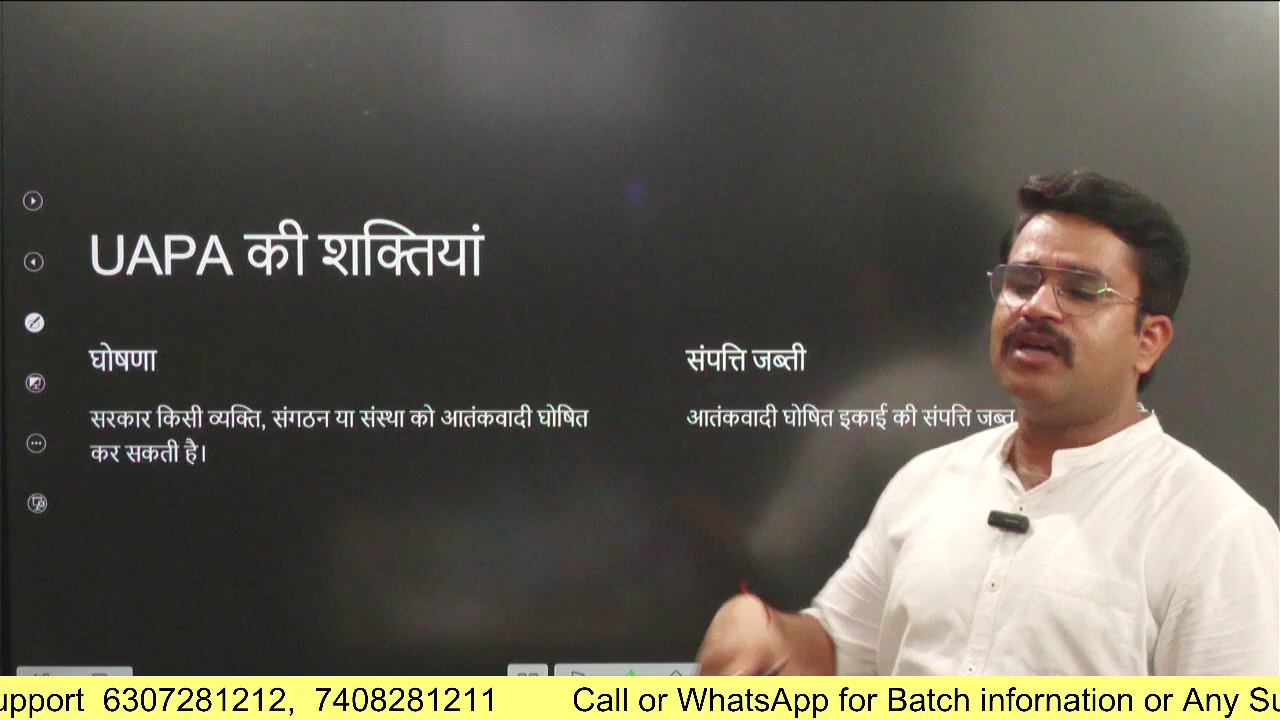 UAPA की शक्तियां
घोषणा
सरकार किसी व्यक्ति, संगठन या संस्था को आतंकवादी घोषित
कर सकती है।
संपत्ति जब्ती
आतंकवादी घोषित इकाई की संपत्ति जब्त
upport 6307281212, 7408281211 Call or WhatsApp for Batch infornation or Any Su